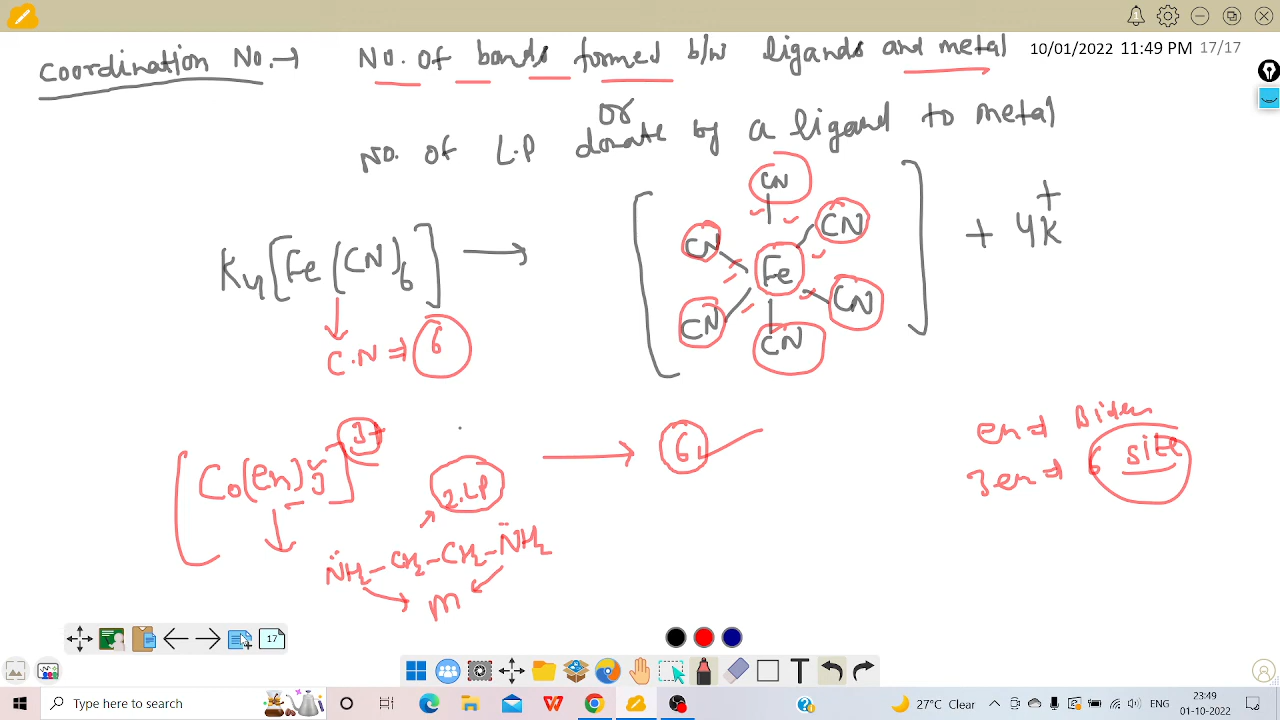 10/01/2022 11:49 PM 17/17
Coordination No. → No. of bonds formed b/w ligands and metal
or
No. of L.P donate by a ligand to metal
K4[Fe(CN)6] → [Fe CN CN CN CN CN CN] + 4K+
C.N ⇒ 6
[Co(en)3]3+ → 6
2.LP
N̈H2-CH2-CH2-N̈H2
M
en ⇒ Biden
3en ⇒ 6 site
17
Type here to search
27°C Clear
ENG
23:49
01-10-2022